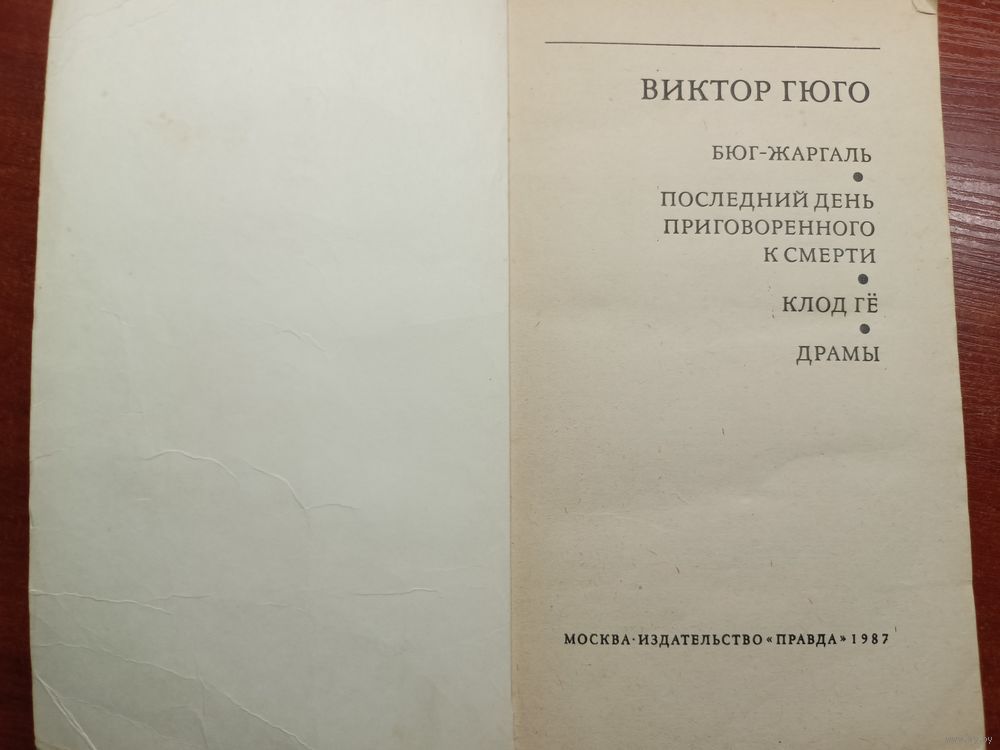 ВИКТОР ГЮГО
БЮГ-ЖАРГАЛЬ
•
ПОСЛЕДНИЙ ДЕНЬ
ПРИГОВОРЕННОГО
К СМЕРТИ
•
КЛОД ГЁ
•
ДРАМЫ
МОСКВА·ИЗДАТЕЛЬСТВО «ПРАВДА» 1987